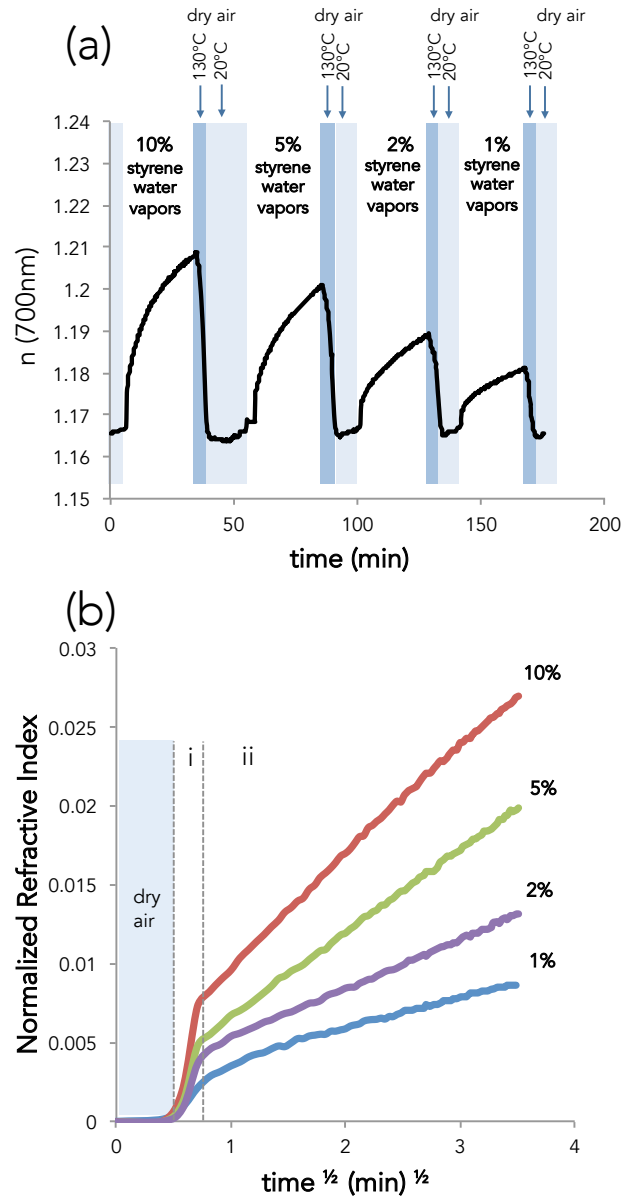 (a)
dry air
dry air
dry air
dry air
130°C
20°C
130°C
20°C
130°C
20°C
130°C
20°C
1.24
1.23
1.22
1.21
1.2
1.19
1.18
1.17
1.16
1.15
n (700nm)
10%
styrene
water
vapors
5%
styrene
water
vapors
2%
styrene
water
vapors
1%
styrene
water
vapors
0
50
100
150
200
time (min)
(b)
0.03
0.025
0.02
0.015
0.01
0.005
0
Normalized Refractive Index
dry
air
i
ii
10%
5%
2%
1%
0
1
2
3
4
time ½ (min) ½